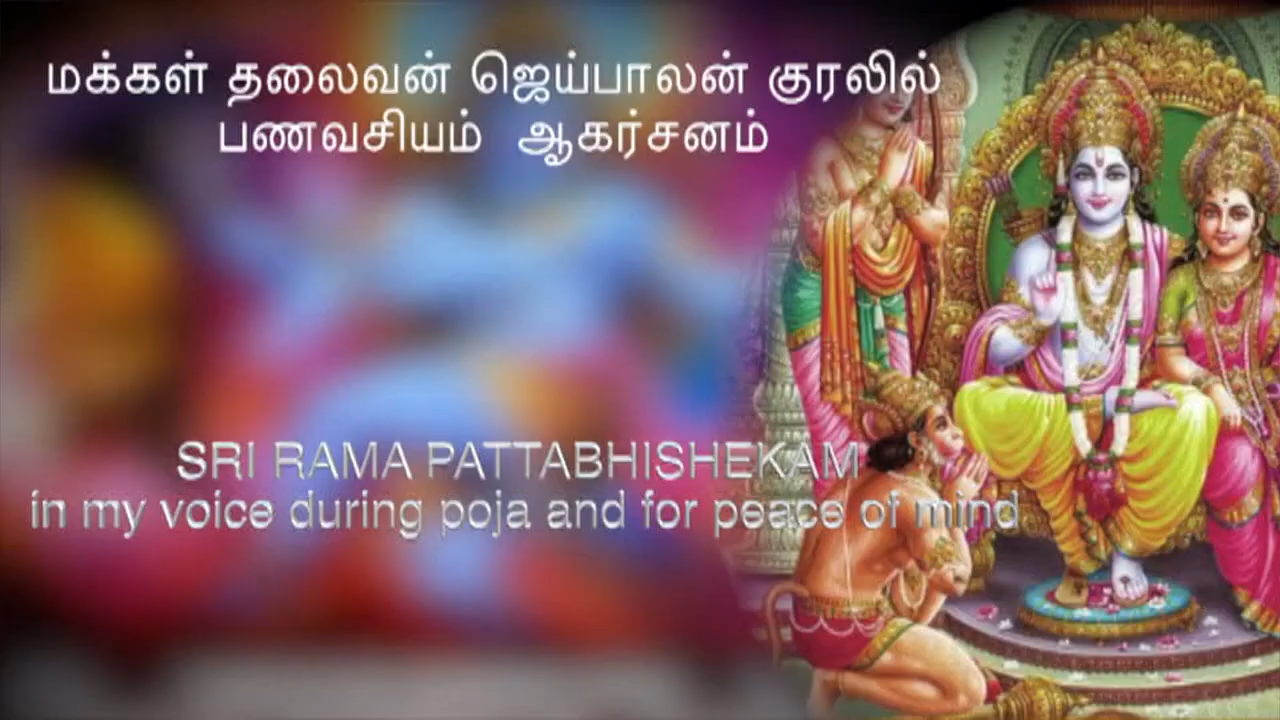 மக்கள் தலைவன் ஜெய்பாலன் குரலில்
பணவசியம் ஆகர்சனம்
SRI RAMA PATTABHISHEKAM
in my voice during poja and for peace of mind